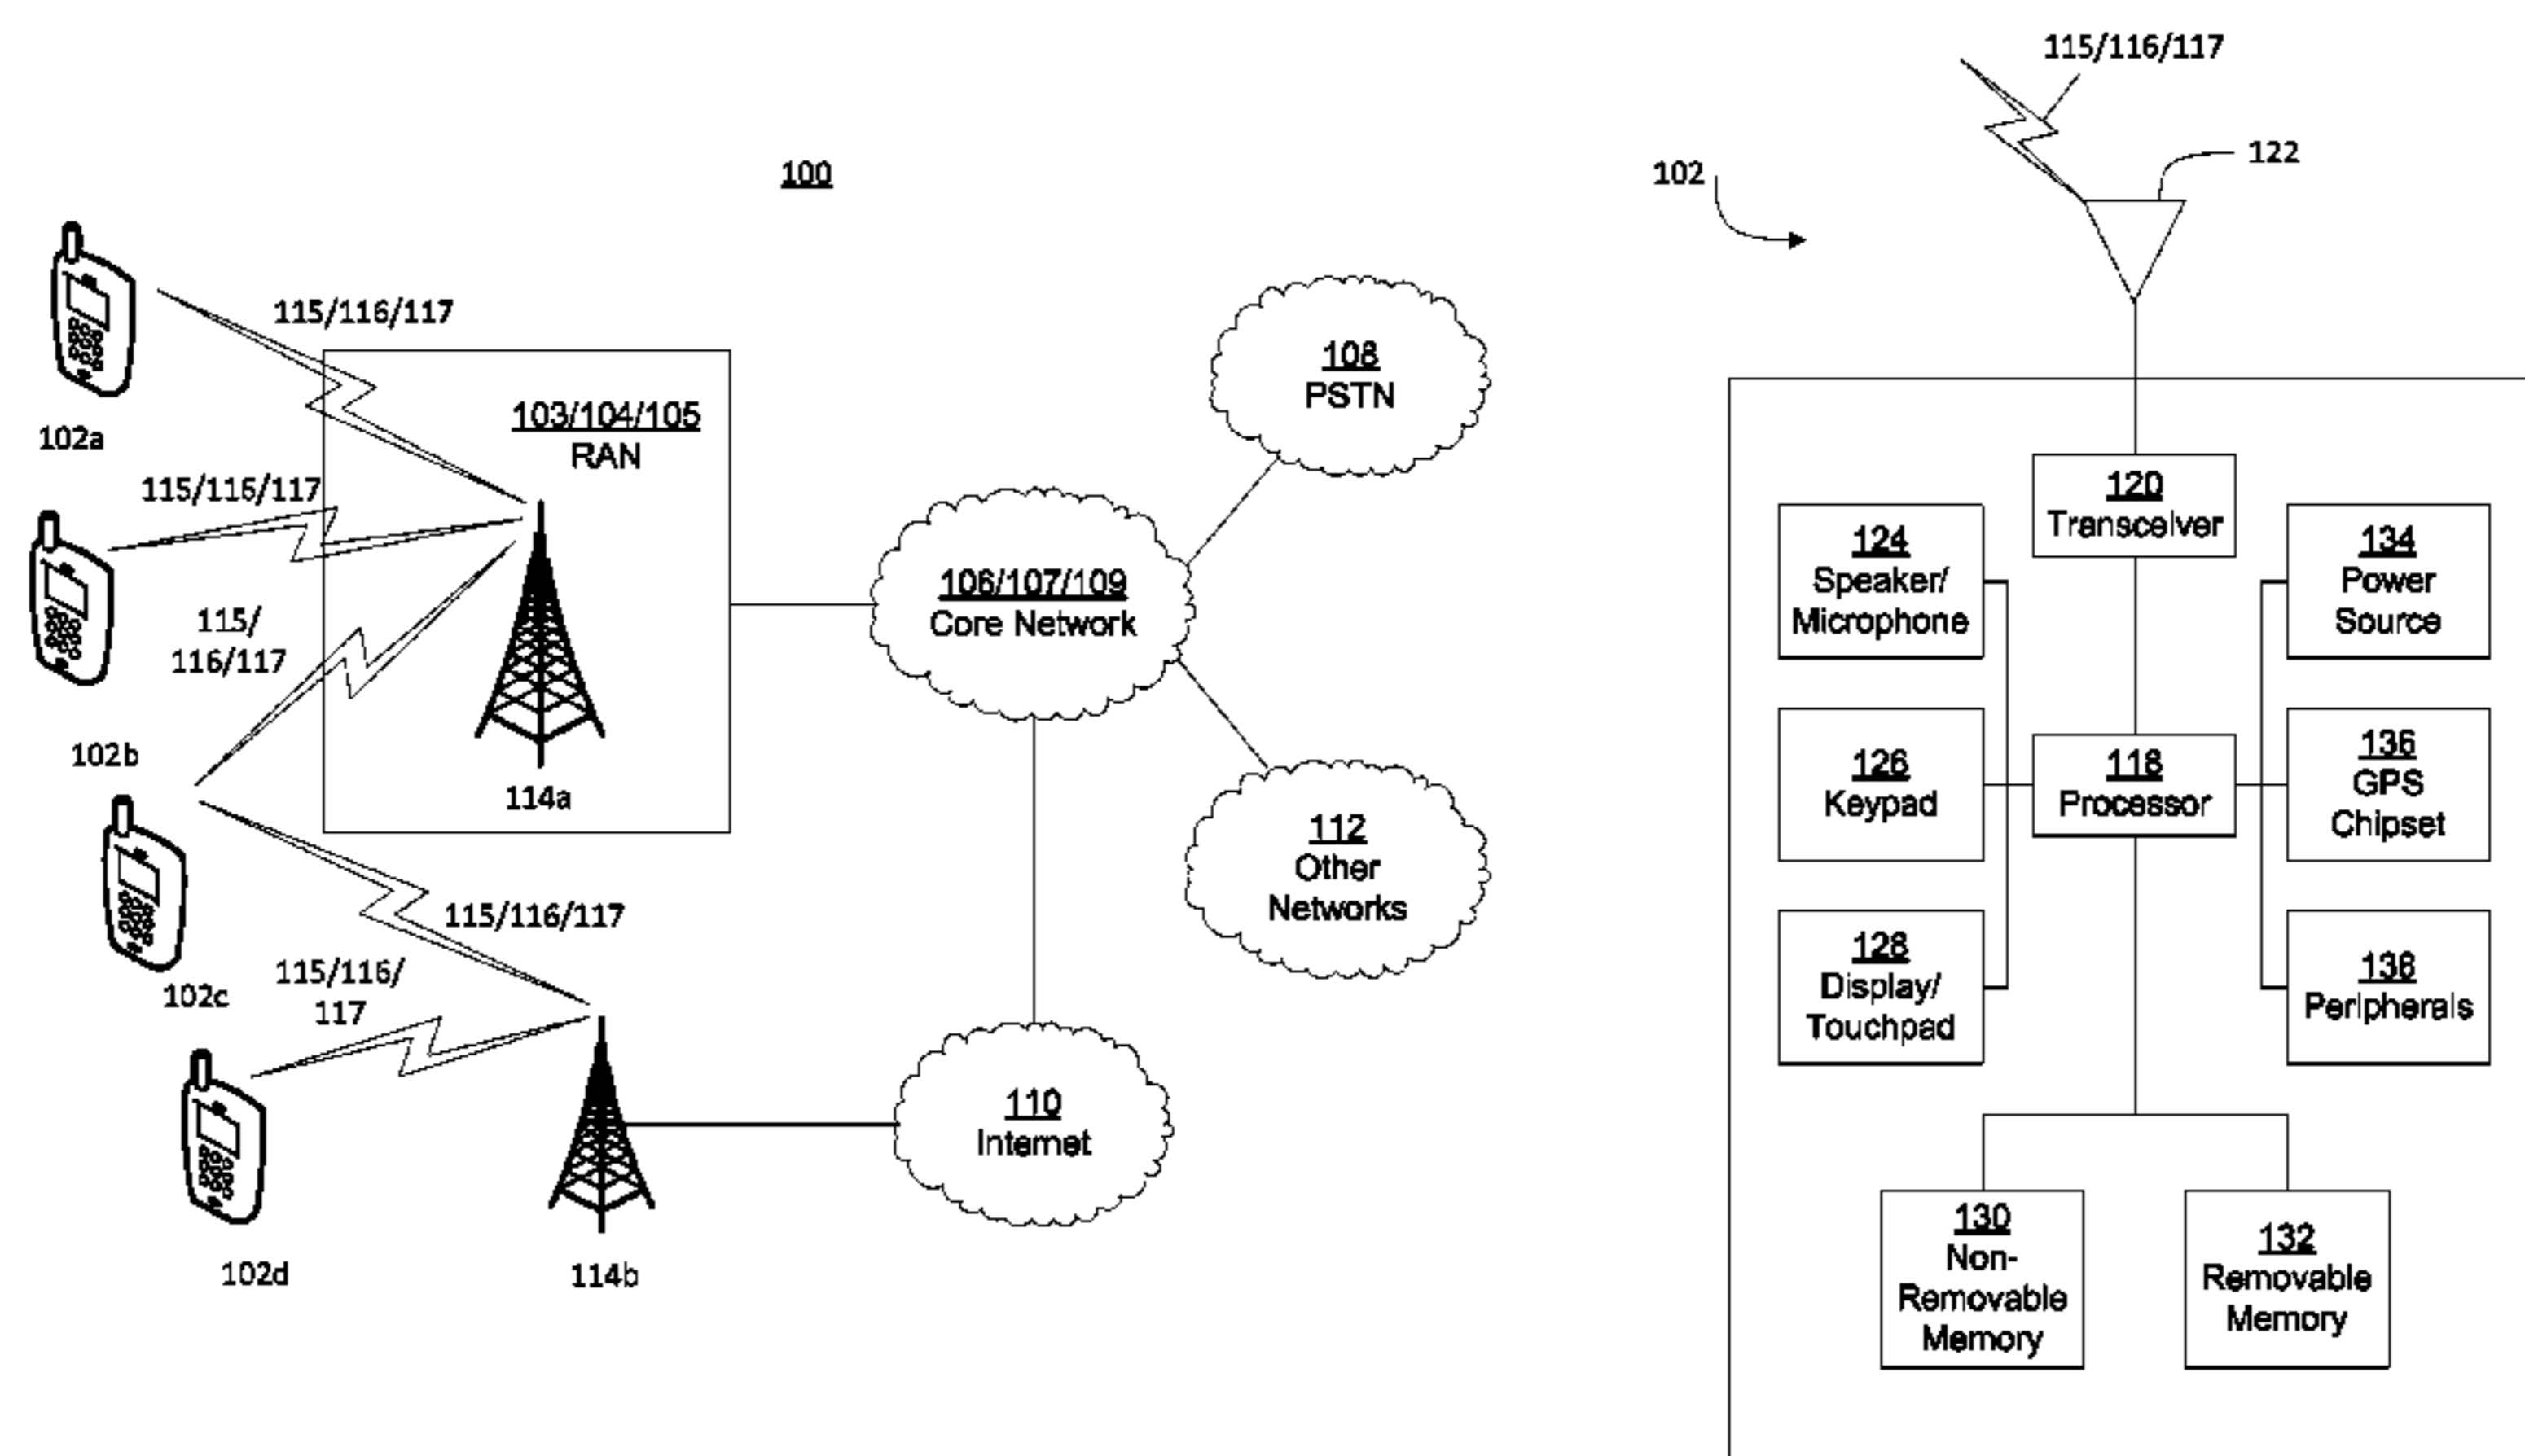 100
102a
115/116/117
103/104/105
RAN
115/116/117
102b
115/
116/117
114a
102c
115/116/117
115/116/
117
102d
114b
106/107/109
Core Network
108
PSTN
112
Other
Networks
110
Internet
115/116/117
102
122
120
Transceiver
124
Speaker/
Microphone
134
Power
Source
126
Keypad
118
Processor
136
GPS
Chipset
128
Display/
Touchpad
138
Peripherals
130
Non-
Removable
Memory
132
Removable
Memory